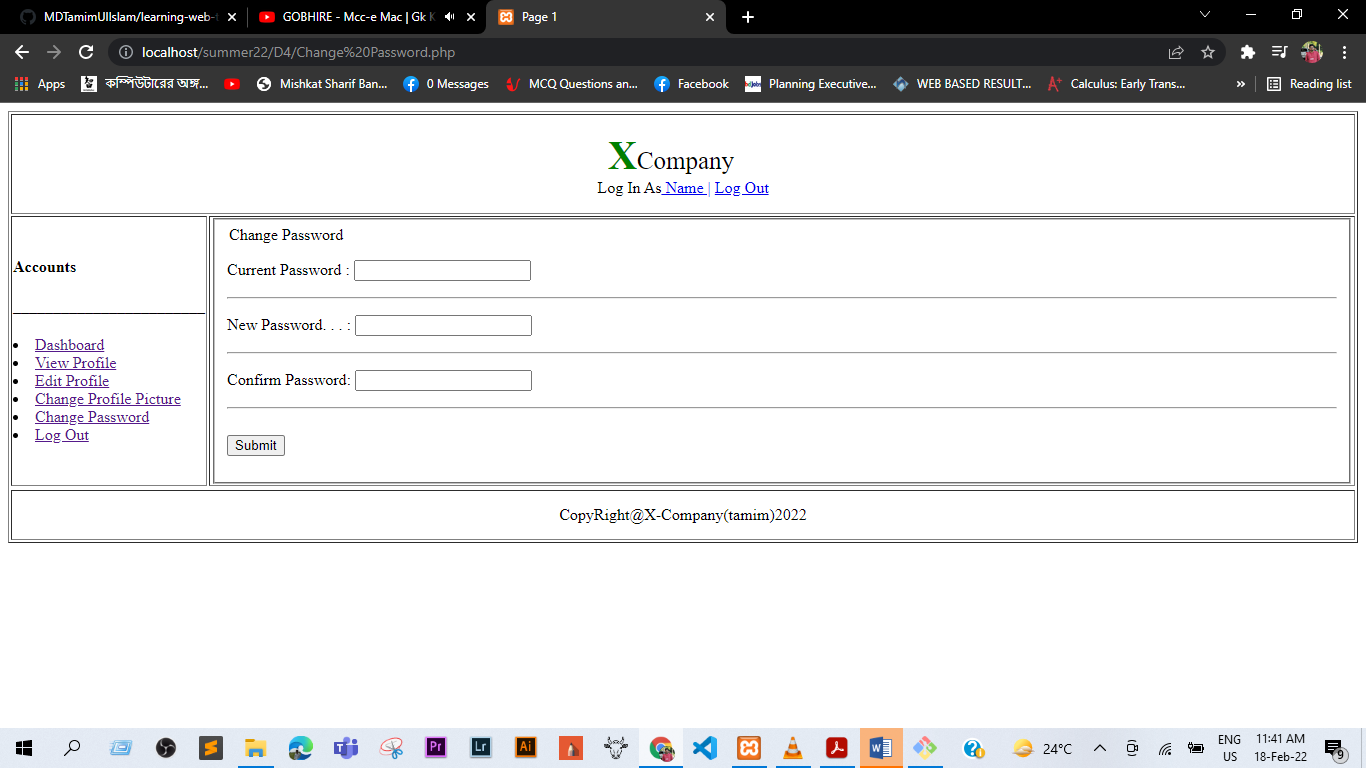 MDTamimUlIslam/learning-web-t
GOBHIRE - Mcc-e Mac | Gk K
Page 1
localhost/summer22/D4/Change%20Password.php
Apps
কম্পিউটারের অঙ্গ...
Mishkat Sharif Ban...
0 Messages
MCQ Questions an...
Facebook
Planning Executive...
WEB BASED RESULT...
Calculus: Early Trans...
»
Reading list
XCompany
Log In As Name | Log Out
Accounts
Dashboard
View Profile
Edit Profile
Change Profile Picture
Change Password
Log Out
Change Password
Current Password :
New Password. . . :
Confirm Password:
Submit
CopyRight@X-Company(tamim)2022
Pr
Lr
Ai
24°C
ENG
US
11:41 AM
18-Feb-22
9